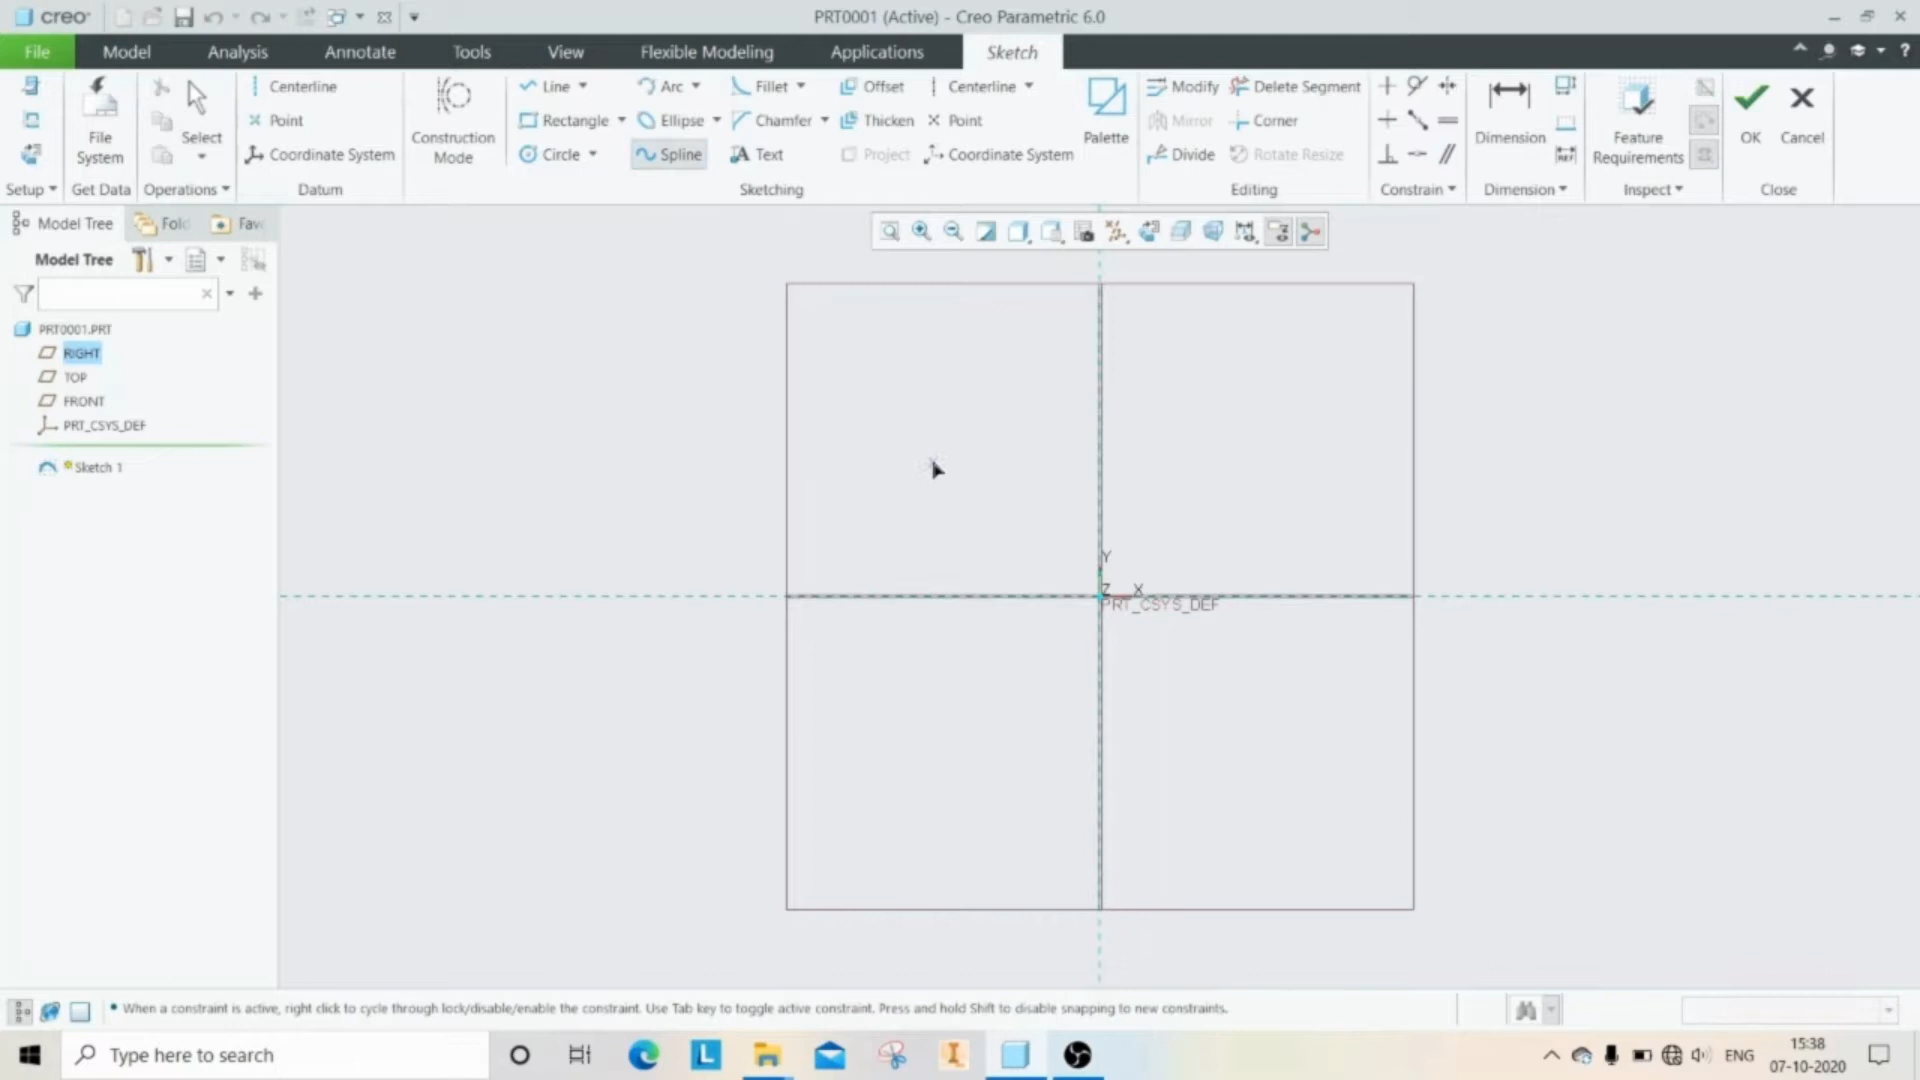 creo
PRT0001 (Active) - Creo Parametric 6.0
File Model Analysis Annotate Tools View Flexible Modeling Applications Sketch
Centerline Line Arc Fillet Offset Centerline Modify Delete Segment
Point Rectangle Ellipse Chamfer Thicken Point Mirror Corner
File System Select Construction Mode Palette Dimension Feature Requirements OK Cancel
Coordinate System Circle Spline Text Project Coordinate System Divide Rotate Resize
Setup Get Data Operations Datum Sketching Editing Constrain Dimension Inspect Close
Model Tree Fold Fav
Model Tree
PRT0001.PRT
RIGHT
TOP
FRONT
PRT_CSYS_DEF
Sketch 1
Y
Z X
PRT_CSYS_DEF
When a constraint is active, right click to cycle through lock/disable/enable the constraint. Use Tab key to toggle active constraint. Press and hold Shift to disable snapping to new constraints.
Type here to search
ENG
15:38
07-10-2020